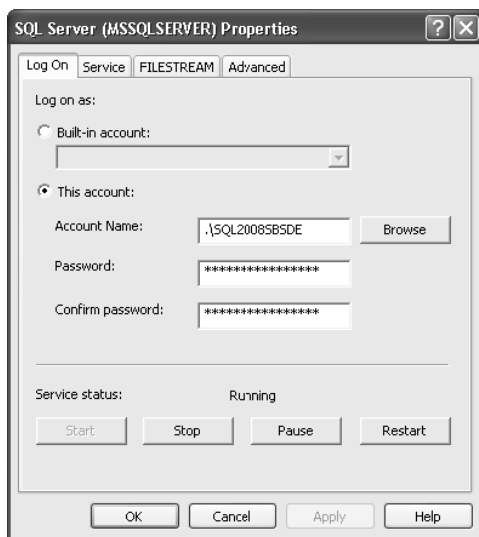 SQL Server (MSSQLSERVER) Properties
Log On Service FILESTREAM Advanced
Log on as:
Built-in account:
This account:
Account Name: .\SQL2008SBSDE Browse
Password: ****************
Confirm password: ****************
Service status: Running
Start Stop Pause Restart
OK Cancel Apply Help